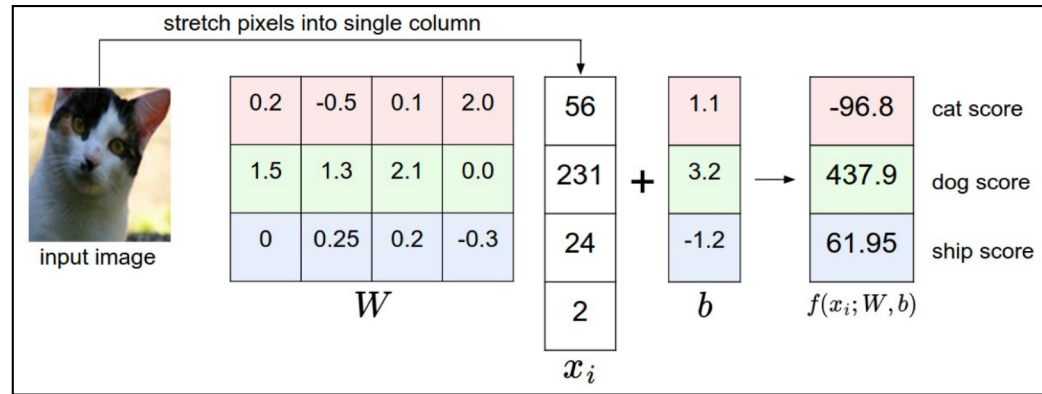 stretch pixels into single column
input image
0.2 -0.5 0.1 2.0
1.5 1.3 2.1 0.0
0 0.25 0.2 -0.3
W
56
231
24
2
x_i
+
1.1
3.2
-1.2
b
-96.8 cat score
437.9 dog score
61.95 ship score
f(x_i; W, b)